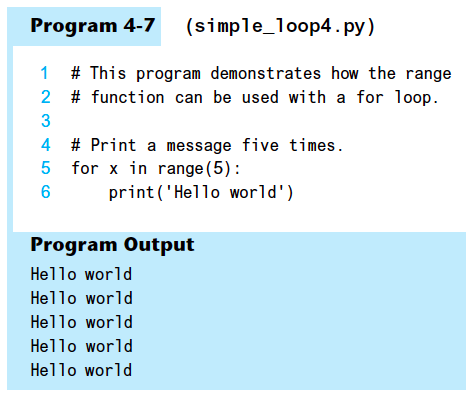 Program 4-7 (simple_loop4.py)
1 # This program demonstrates how the range
2 # function can be used with a for loop.
3
4 # Print a message five times.
5 for x in range(5):
6     print('Hello world')
Program Output
Hello world
Hello world
Hello world
Hello world
Hello world